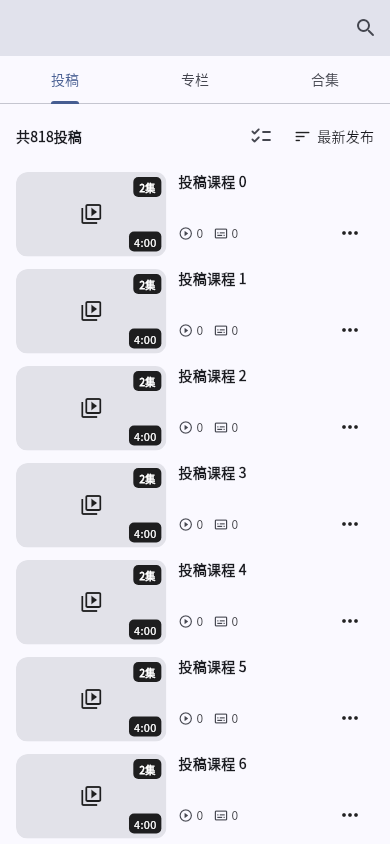 投稿 专栏 合集
共818投稿 最新发布
2集 投稿课程 0
4:00 0 0
2集 投稿课程 1
4:00 0 0
2集 投稿课程 2
4:00 0 0
2集 投稿课程 3
4:00 0 0
2集 投稿课程 4
4:00 0 0
2集 投稿课程 5
4:00 0 0
2集 投稿课程 6
4:00 0 0